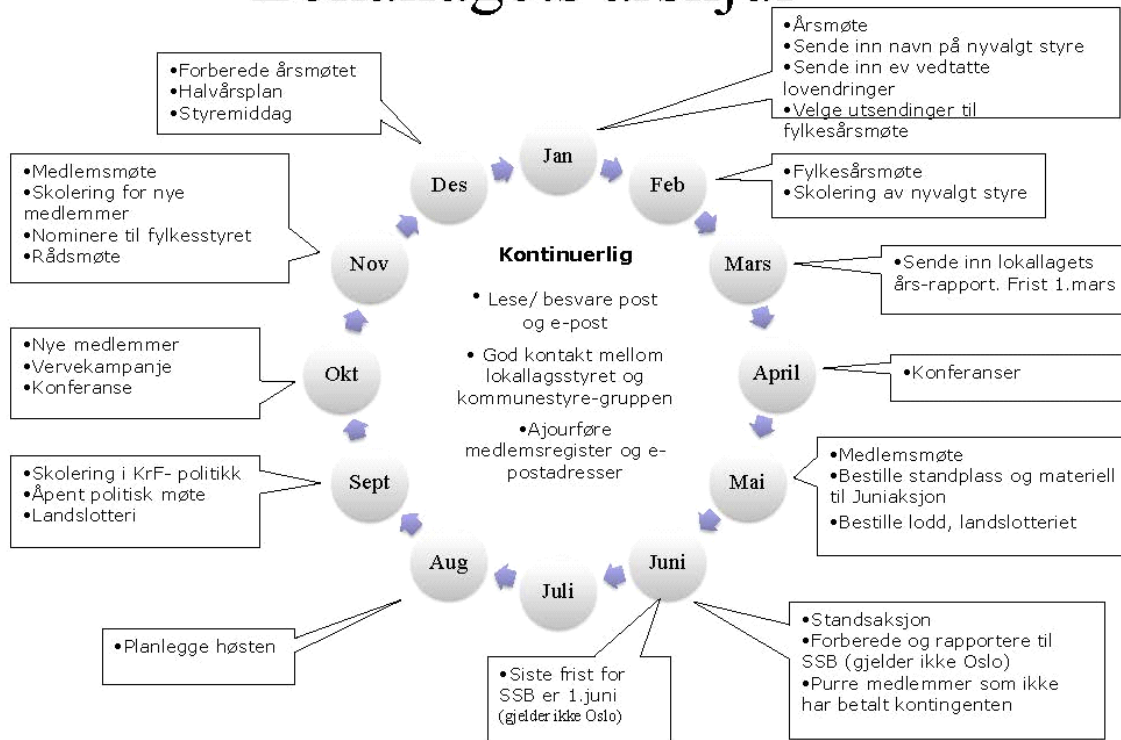 •Årsmøte
•Sende inn navn på nyvalgt styre
•Sende inn ev vedtatte
lovendringer
•Velge utsendinger til
fylkesårsmøte
•Forberede årsmøtet
•Halvårsplan
•Styremiddag
Jan
Des
Feb
•Fylkesårsmøte
•Skolering av nyvalgt styre
•Medlemsmøte
•Skolering for nye
medlemmer
•Nominere til fylkesstyret
•Rådsmøte
Nov
Kontinuerlig
Mars
•Sende inn lokallagets
års-rapport. Frist 1.mars
• Lese/ besvare post
og e-post
• God kontakt mellom
lokallagsstyret og
kommunestyre-gruppen
•Ajourføre
medlemsregister og e-
postadresser
•Nye medlemmer
•Vervekampanje
•Konferanse
Okt
April
•Konferanser
•Skolering i KrF- politikk
•Åpent politisk møte
•Landslotteri
Sept
Mai
•Medlemsmøte
•Bestille standplass og materiell
til Juniaksjon
•Bestille lodd, landslotteriet
Aug
Juli
Juni
•Planlegge høsten
•Siste frist for
SSB er 1.juni
(gjelder ikke Oslo)
•Standsaksjon
•Forberede og rapportere til
SSB (gjelder ikke Oslo)
•Purre medlemmer som ikke
har betalt kontingenten